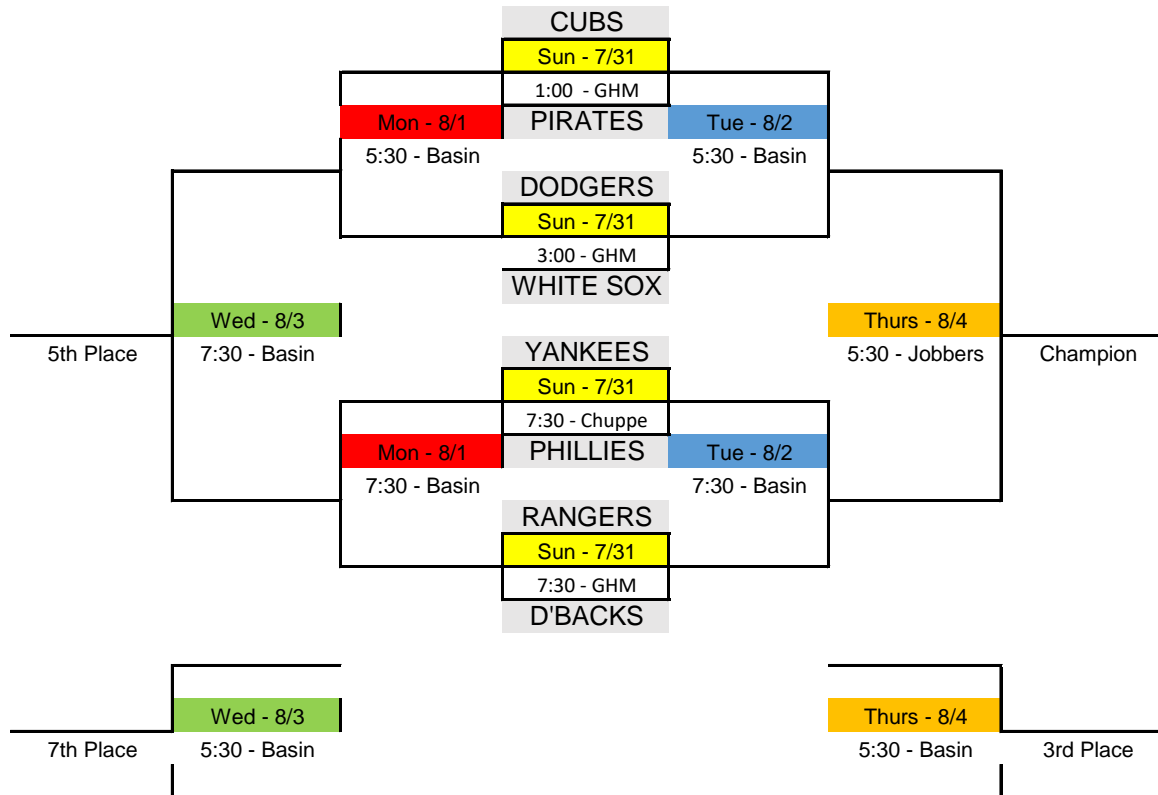 CUBS
Sun - 7/31
1:00 - GHM
Mon - 8/1 PIRATES Tue - 8/2
5:30 - Basin 5:30 - Basin
DODGERS
Sun - 7/31
3:00 - GHM
WHITE SOX
Wed - 8/3 Thurs - 8/4
5th Place 7:30 - Basin YANKEES 5:30 - Jobbers Champion
Sun - 7/31
7:30 - Chuppe
Mon - 8/1 PHILLIES Tue - 8/2
7:30 - Basin 7:30 - Basin
RANGERS
Sun - 7/31
7:30 - GHM
D'BACKS
Wed - 8/3 Thurs - 8/4
7th Place 5:30 - Basin 5:30 - Basin 3rd Place